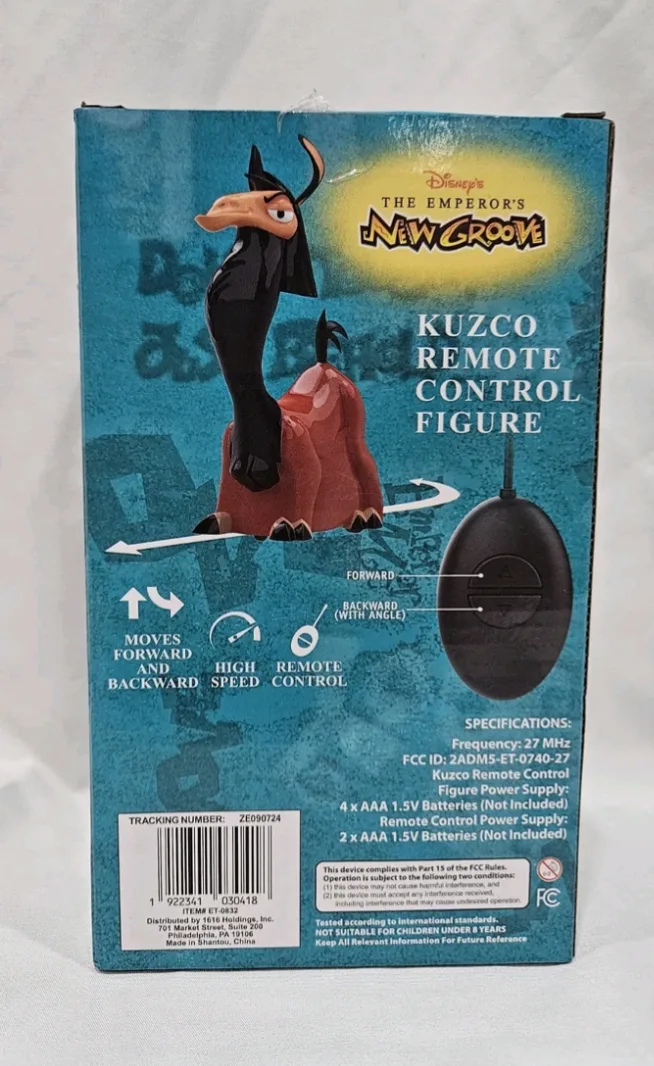 Disney's
THE EMPEROR'S
NEW GROOVE
KUZCO
REMOTE
CONTROL
FIGURE
FORWARD
BACKWARD
(WITH ANGLE)
MOVES
FORWARD
AND
BACKWARD
HIGH
SPEED
REMOTE
CONTROL
SPECIFICATIONS:
Frequency: 27 MHz
FCC ID: 2ADM5-ET-0740-27
Kuzco Remote Control
Figure Power Supply:
4 x AAA 1.5V Batteries (Not Included)
Remote Control Power Supply:
2 x AAA 1.5V Batteries (Not Included)
TRACKING NUMBER: ZE090724
1 922341 030418
ITEM# ET-0832
Distributed by 1616 Holdings, Inc.
701 Market Street, Suite 200
Philadelphia, PA 19106
Made in Shantou, China
This device complies with Part 15 of the FCC Rules.
Operation is subject to the following two conditions:
(1) this device may not cause harmful interference, and
(2) this device must accept any interference received,
including interference that may cause undesired operation.
FC
Tested according to international standards.
NOT SUITABLE FOR CHILDREN UNDER 8 YEARS
Keep All Relevant Information For Future Reference